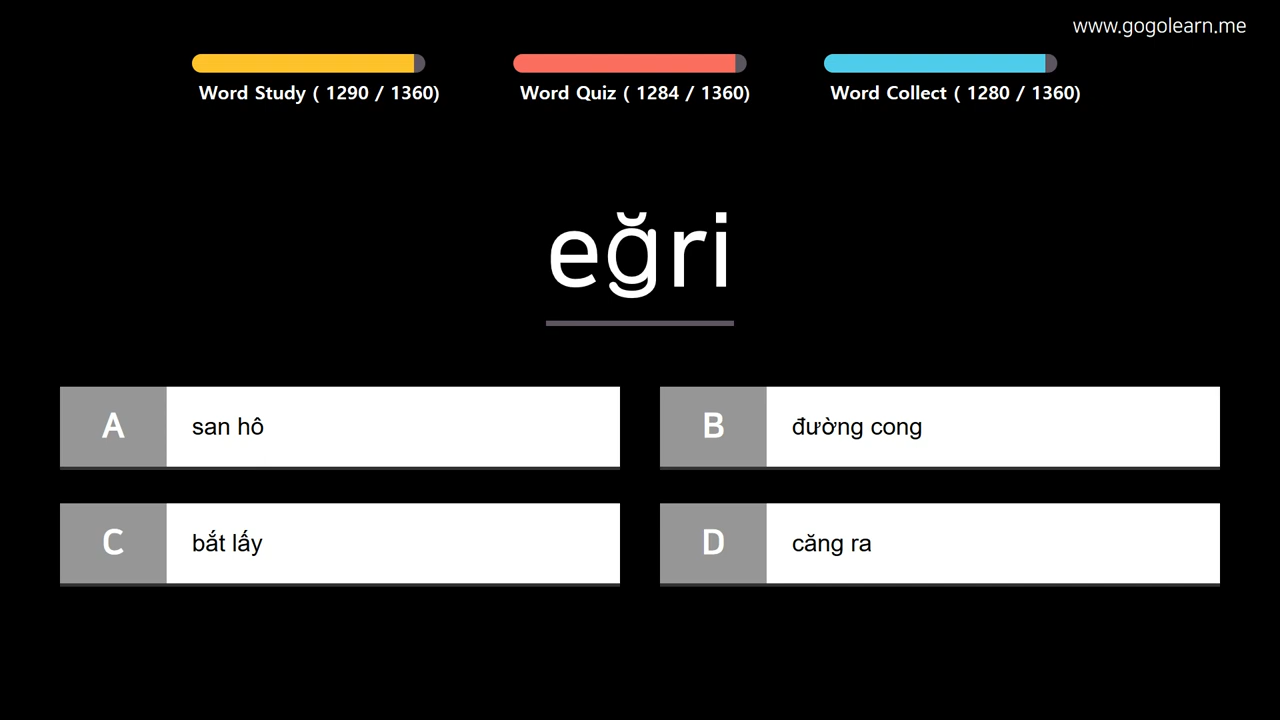 www.gogolearn.me
Word Study ( 1290 / 1360)
Word Quiz ( 1284 / 1360)
Word Collect ( 1280 / 1360)
eğri
A san hô
B đường cong
C bắt lấy
D căng ra